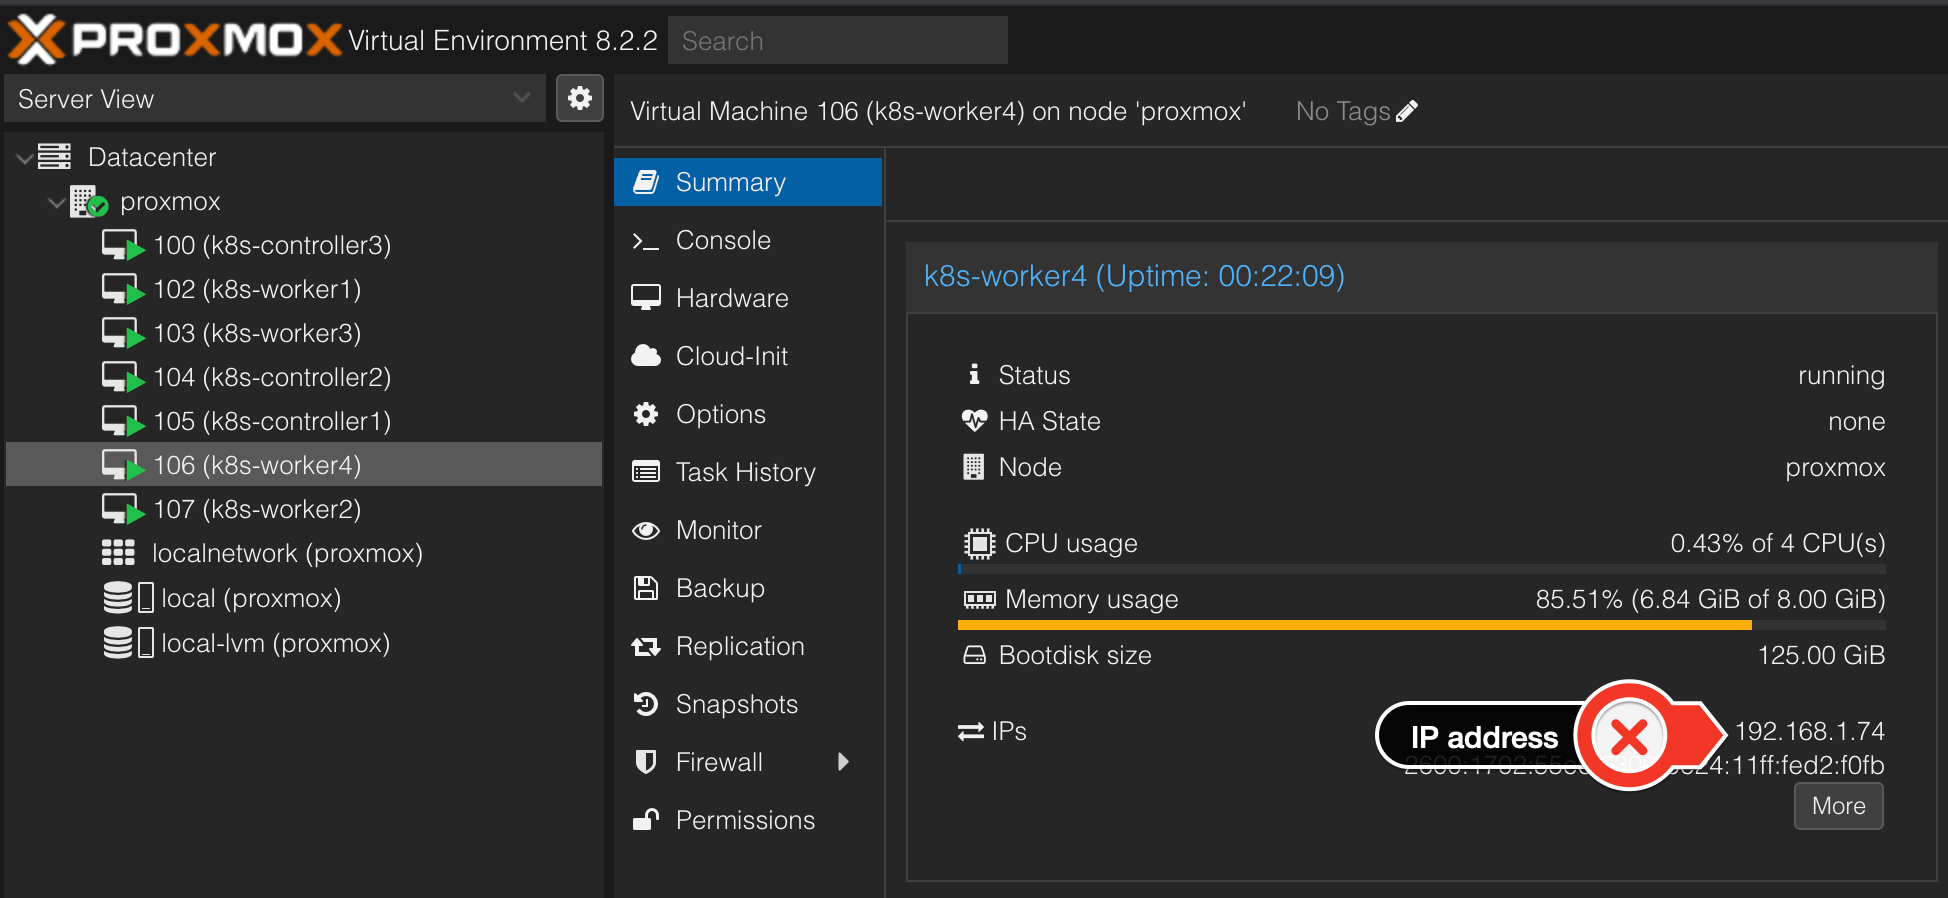 PROXMOX Virtual Environment 8.2.2 Search
Server View
Virtual Machine 106 (k8s-worker4) on node 'proxmox' No Tags
Datacenter
proxmox
100 (k8s-controller3)
102 (k8s-worker1)
103 (k8s-worker3)
104 (k8s-controller2)
105 (k8s-controller1)
106 (k8s-worker4)
107 (k8s-worker2)
localnetwork (proxmox)
local (proxmox)
local-lvm (proxmox)
Summary
Console
Hardware
Cloud-Init
Options
Task History
Monitor
Backup
Replication
Snapshots
Firewall
Permissions
k8s-worker4 (Uptime: 00:22:09)
Status running
HA State none
Node proxmox
CPU usage 0.43% of 4 CPU(s)
Memory usage 85.51% (6.84 GiB of 8.00 GiB)
Bootdisk size 125.00 GiB
IPs IP address 192.168.1.74
:11ff:fed2:f0fb
More